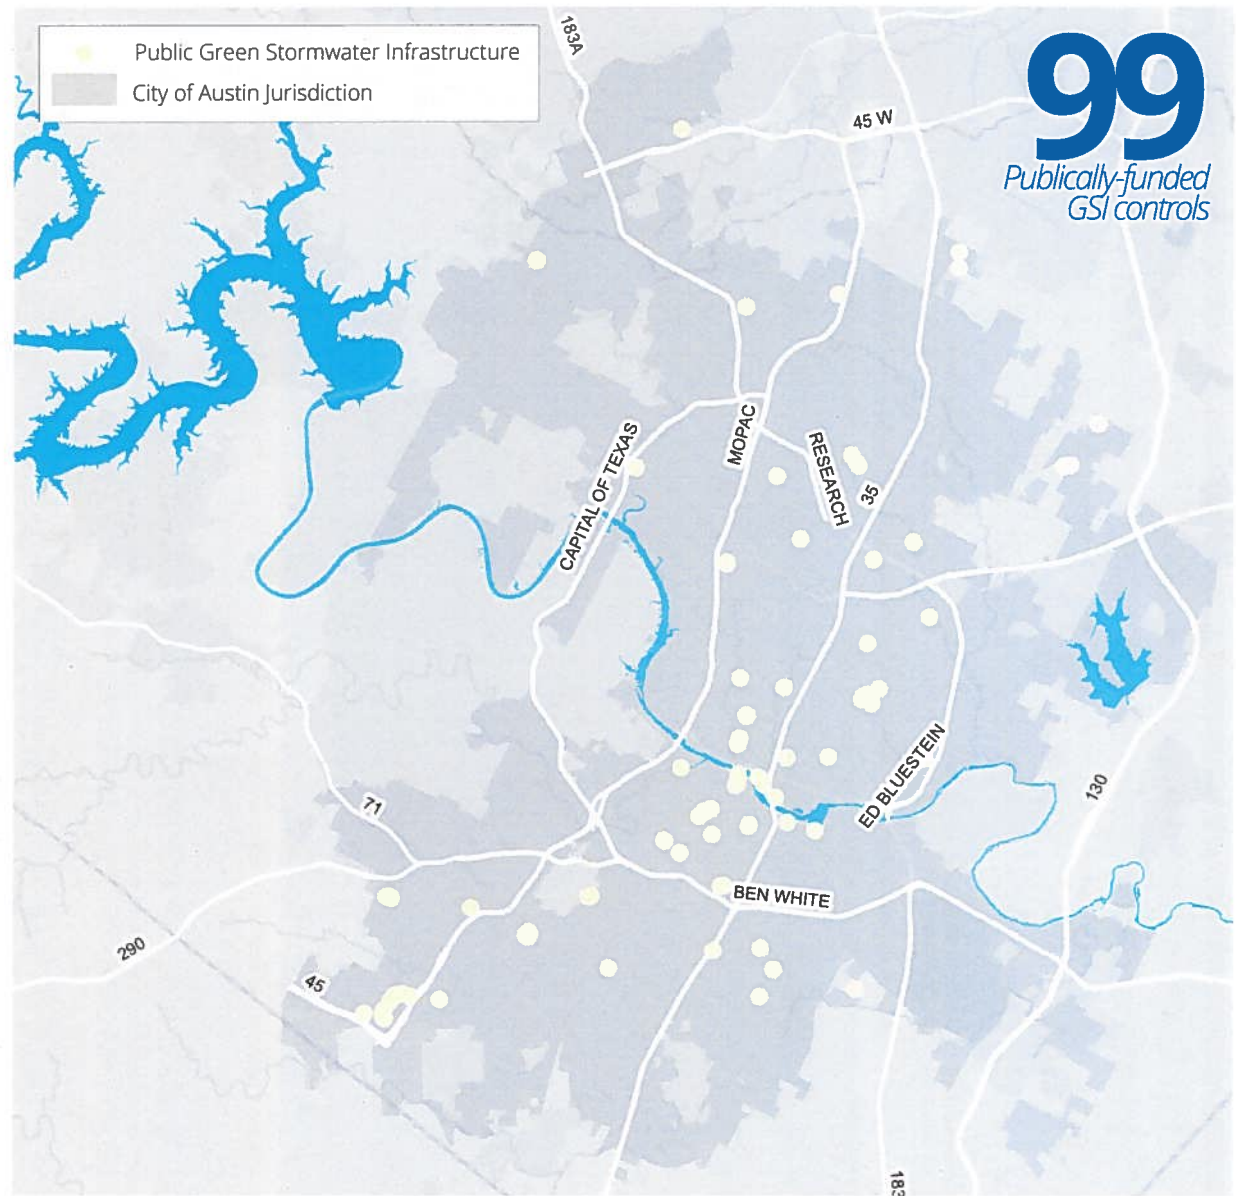 Public Green Stormwater Infrastructure
City of Austin Jurisdiction
99
Publically-funded
GSI controls
183A
45 W
MOPAC
CAPITAL OF TEXAS
RESEARCH
35
ED BLUESTEIN
130
71
BEN WHITE
290
45
183